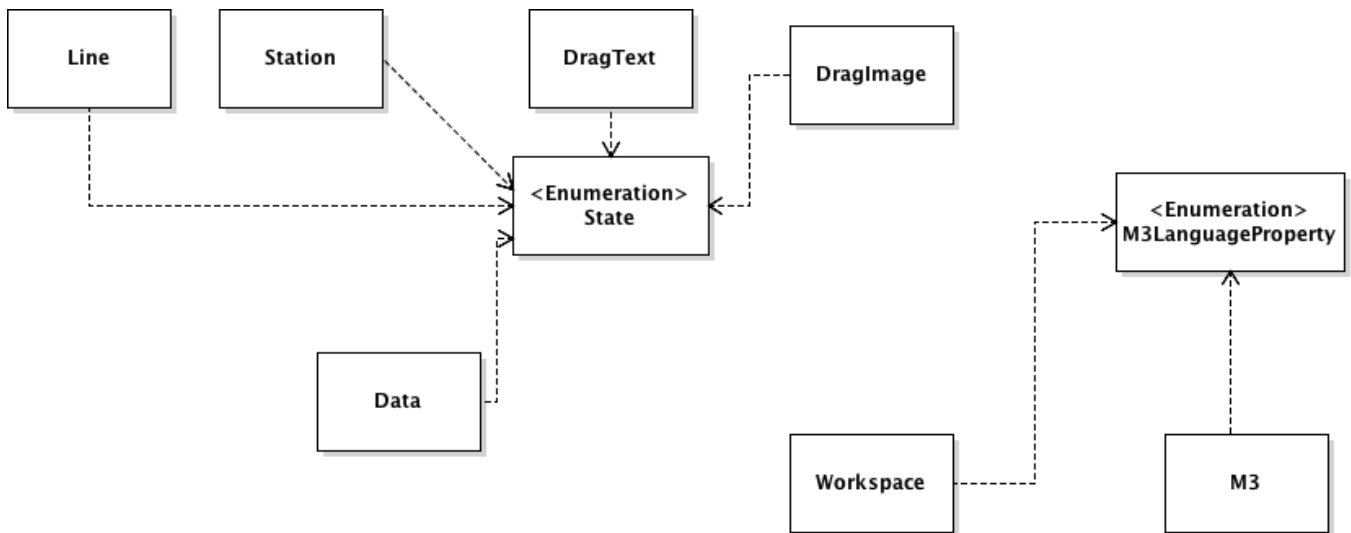 Line
Station
DragText
DragImage
<Enumeration>
State
<Enumeration>
M3LanguageProperty
Data
Workspace
M3